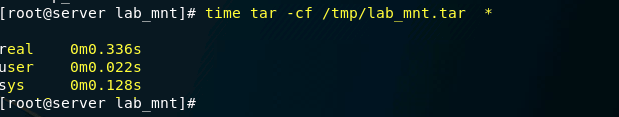 [root@server lab_mnt]# time tar -cf /tmp/lab_mnt.tar  *
real    0m0.336s
user    0m0.022s
sys     0m0.128s
[root@server lab_mnt]#